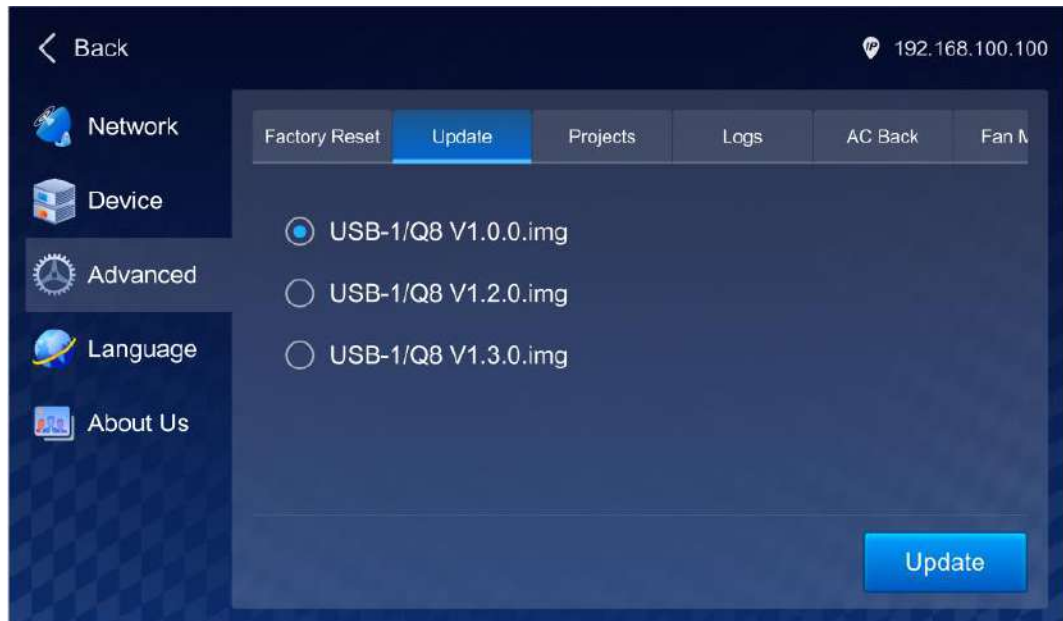 Back
192.168.100.100
Network
Device
Advanced
Language
About Us
Factory Reset Update Projects Logs AC Back Fan
USB-1/Q8 V1.0.0.img
USB-1/Q8 V1.2.0.img
USB-1/Q8 V1.3.0.img
Update